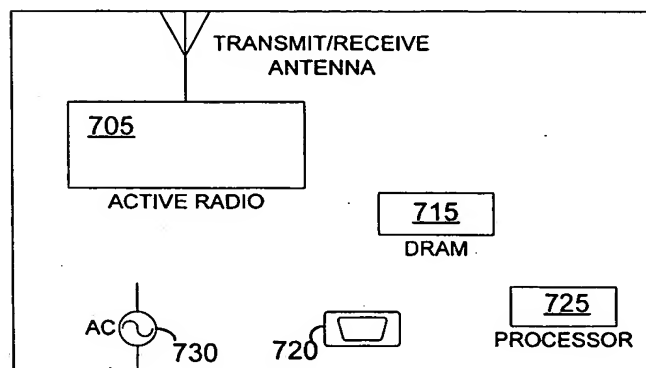 TRANSMIT/RECEIVE
ANTENNA
705
ACTIVE RADIO
715
DRAM
AC
730
720
725
PROCESSOR